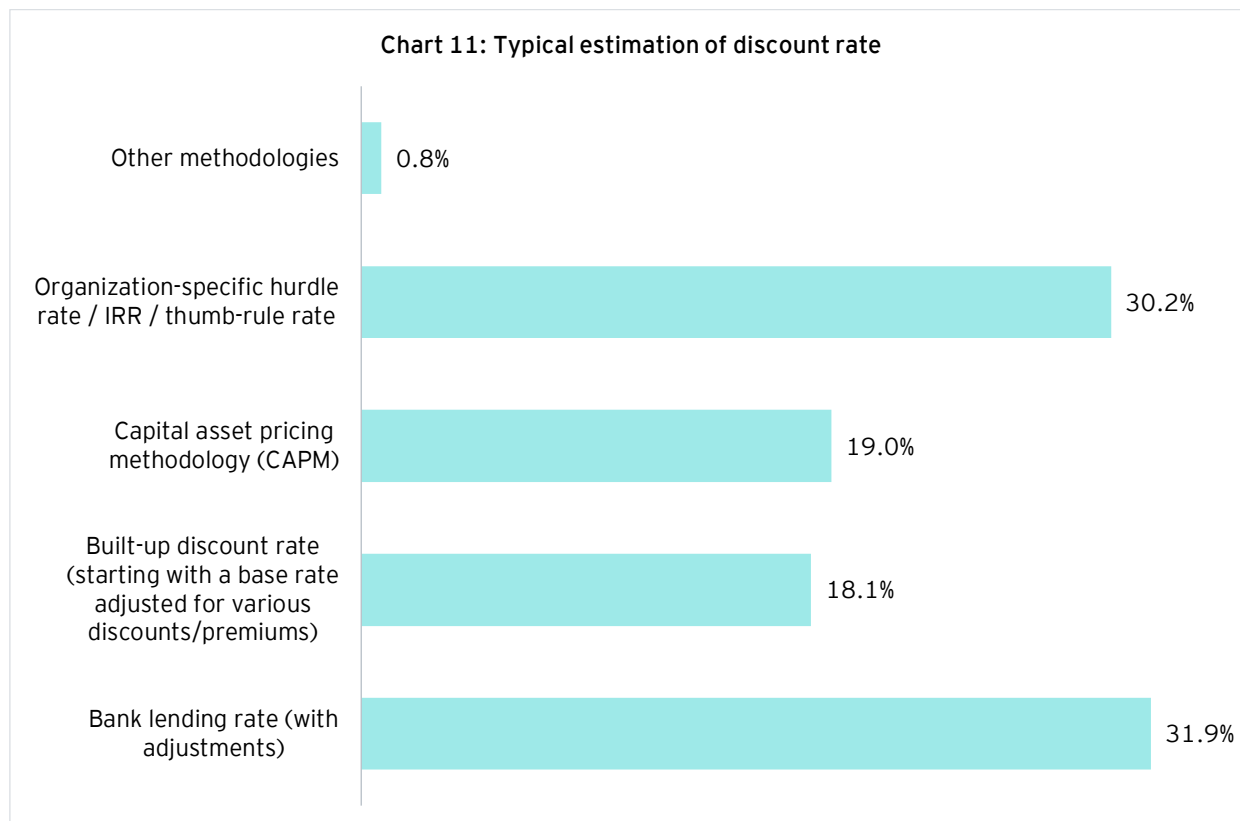 Chart 11: Typical estimation of discount rate
Other methodologies
0.8%
Organization-specific hurdle
rate / IRR / thumb-rule rate
30.2%
Capital asset pricing
methodology (CAPM)
19.0%
Built-up discount rate
(starting with a base rate
adjusted for various
discounts/premiums)
18.1%
Bank lending rate (with
adjustments)
31.9%